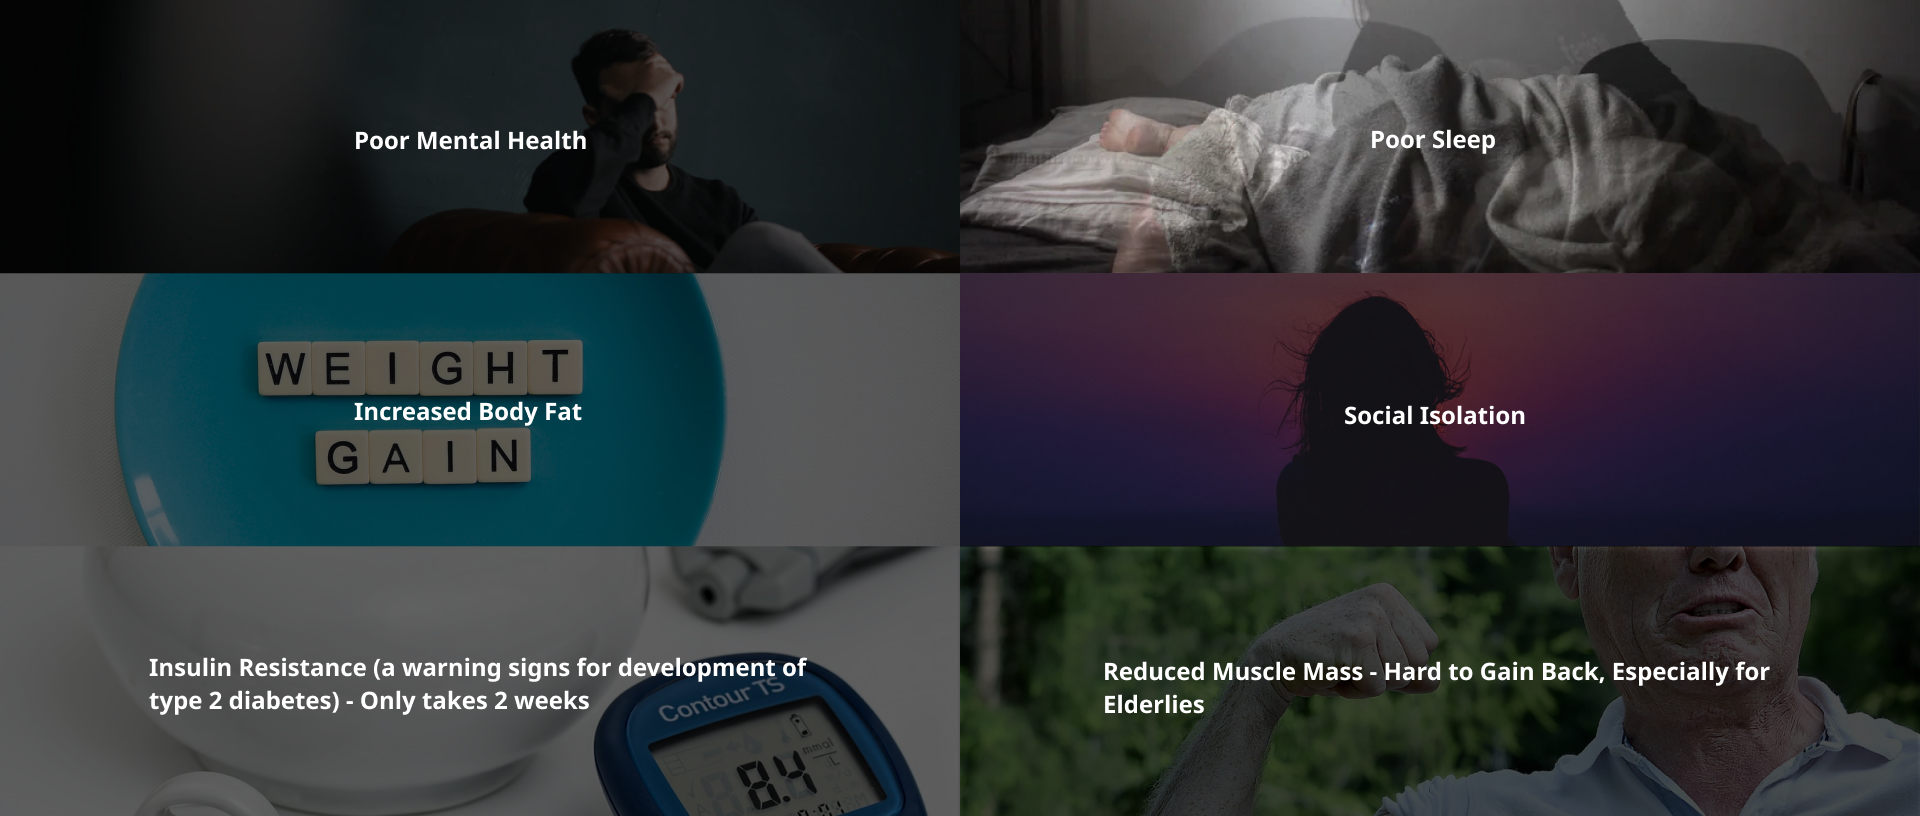 Poor Mental Health
Poor Sleep
WEIGHT
Increased Body Fat
GAIN
Social Isolation
Insulin Resistance (a warning signs for development of
type 2 diabetes) - Only takes 2 weeks
Contour TS
mmol
L
8.4
Reduced Muscle Mass - Hard to Gain Back, Especially for
Elderlies